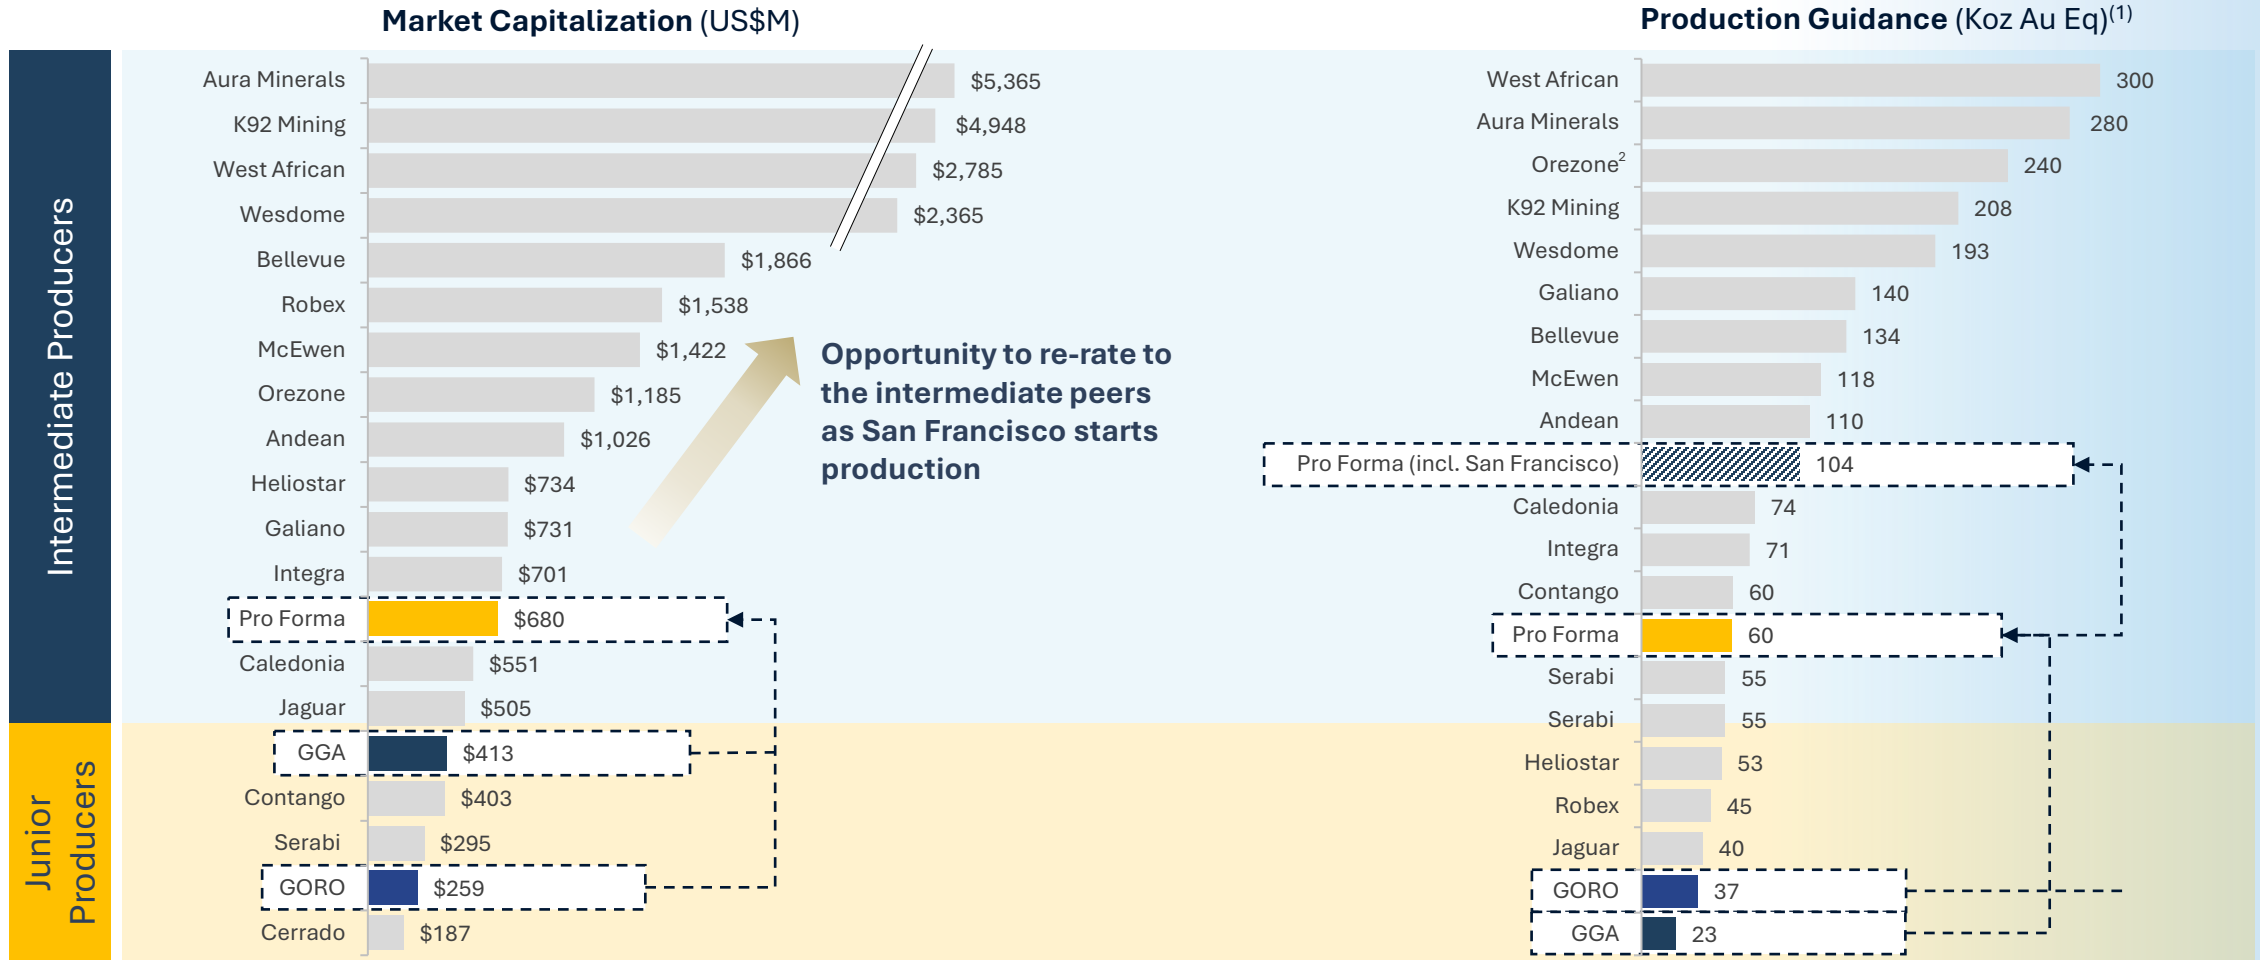 Market Capitalization (US$M)
Intermediate Producers
Junior
Producers
Aura Minerals $5,365
K92 Mining $4,948
West African $2,785
Wesdome $2,365
Bellevue $1,866
Robex $1,538
McEwen $1,422
Orezone $1,185
Andean $1,026
Heliostar $734
Galiano $731
Integra $701
Pro Forma $680
Caledonia $551
Jaguar $505
GGA $413
Contango $403
Serabi $295
GORO $259
Cerrado $187
Opportunity to re-rate to
the intermediate peers
as San Francisco starts
production
Production Guidance (Koz Au Eq)(1)
West African 300
Aura Minerals 280
Orezone2 240
K92 Mining 208
Wesdome 193
Galiano 140
Bellevue 134
McEwen 118
Andean 110
Pro Forma (incl. San Francisco) 104
Caledonia 74
Integra 71
Contango 60
Pro Forma 60
Serabi 55
Serabi 55
Heliostar 53
Robex 45
Jaguar 40
GORO 37
GGA 23